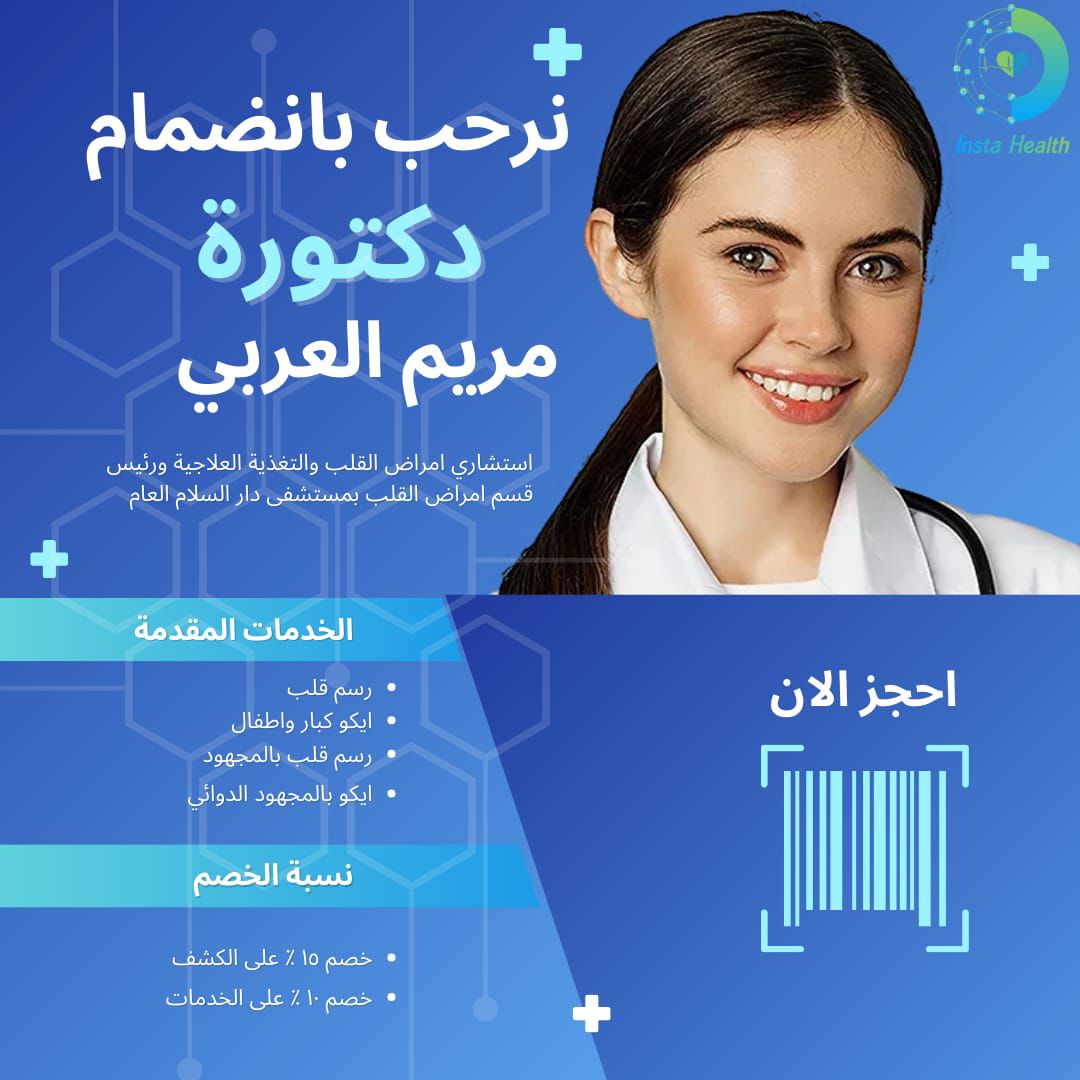 Insta Health
نرحب بانضمام
دكتورة
مريم العربي
استشاري امراض القلب والتغذية العلاجية ورئيس
قسم امراض القلب بمستشفى دار السلام العام
الخدمات المقدمة
رسم قلب
ايكو كبار واطفال
رسم قلب بالمجهود
ايكو بالمجهود الدوائي
نسبة الخصم
خصم ١٥ ٪ على الكشف
خصم ١٠ ٪ على الخدمات
احجز الان